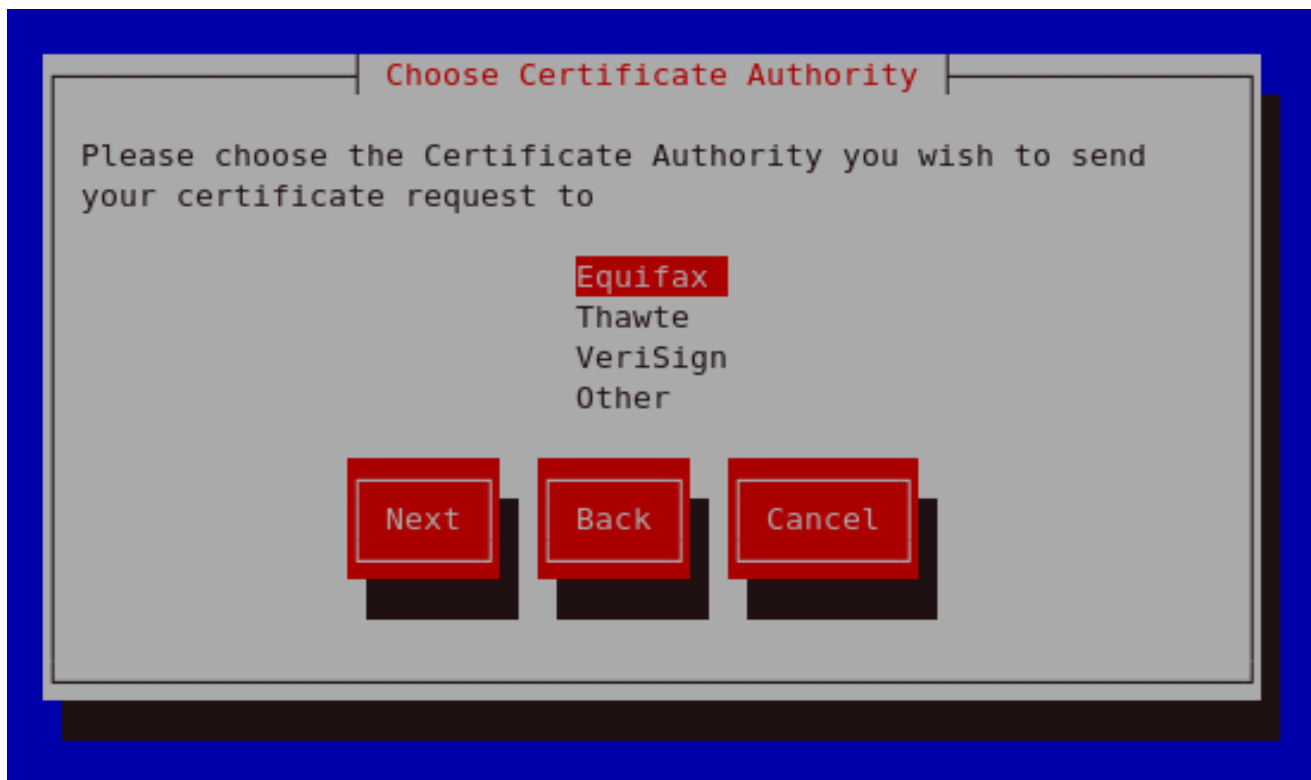 Choose Certificate Authority
Please choose the Certificate Authority you wish to send
your certificate request to
Equifax
Thawte
VeriSign
Other
Next Back Cancel